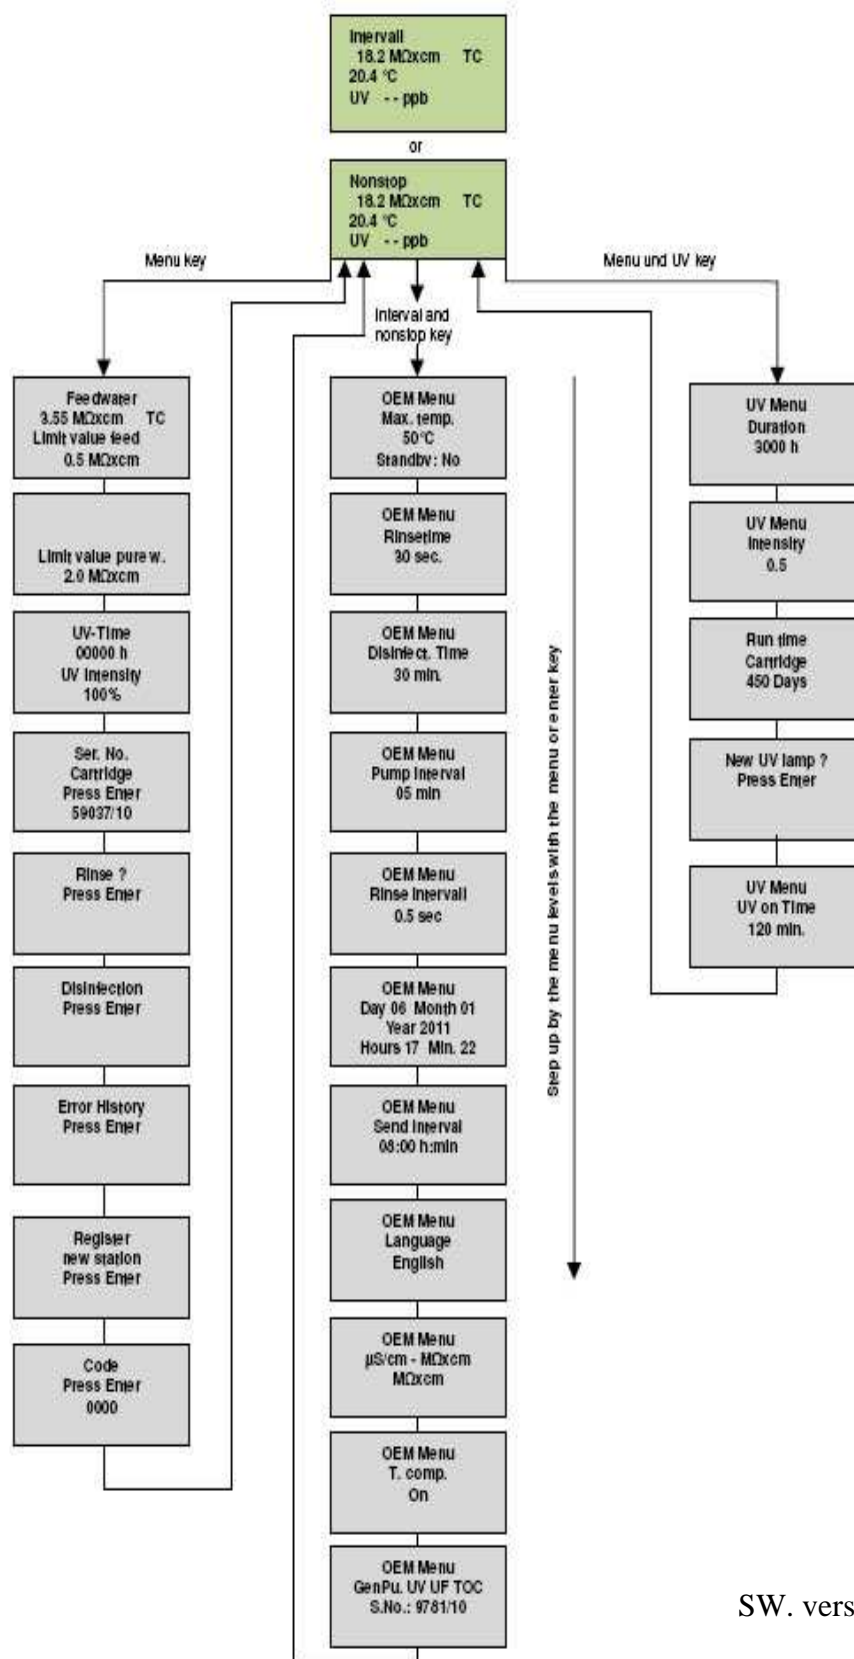 Intervall
18.2 MΩxcm TC
20.4 °C
UV - - ppb
or
Nonstop
18.2 MΩxcm TC
20.4 °C
UV - - ppb
Menu key
Interval and
nonstop key
Menu und UV key
Feedwater
3.55 MΩxcm TC
Limit value feed
0.5 MΩxcm
Limit value pure w.
2.0 MΩxcm
UV-Time
00000 h
UV Intensity
100%
Ser. No.
Cartridge
Press Enter
59037/10
Rinse ?
Press Enter
Disinfection
Press Enter
Error History
Press Enter
Register
new station
Press Enter
Code
Press Enter
0000
OEM Menu
Max. temp.
50°C
Standby: No
OEM Menu
Rinsetime
30 sec.
OEM Menu
Disinfect. Time
30 min.
OEM Menu
Pump Interval
05 min
OEM Menu
Rinse Intervall
0.5 sec
OEM Menu
Day 06 Month 01
Year 2011
Hours 17 Min. 22
OEM Menu
Send Interval
08:00 h:min
OEM Menu
Language
English
OEM Menu
µS/cm - MΩxcm
MΩxcm
OEM Menu
T. comp.
On
OEM Menu
GenPu. UV UF TOC
S.No.: 9781/10
Step up by the menu levels with the menu or enter key
UV Menu
Duration
3000 h
UV Menu
Intensity
0.5
Run time
Cartridge
450 Days
New UV lamp ?
Press Enter
UV Menu
UV on Time
120 min.
SW. vers